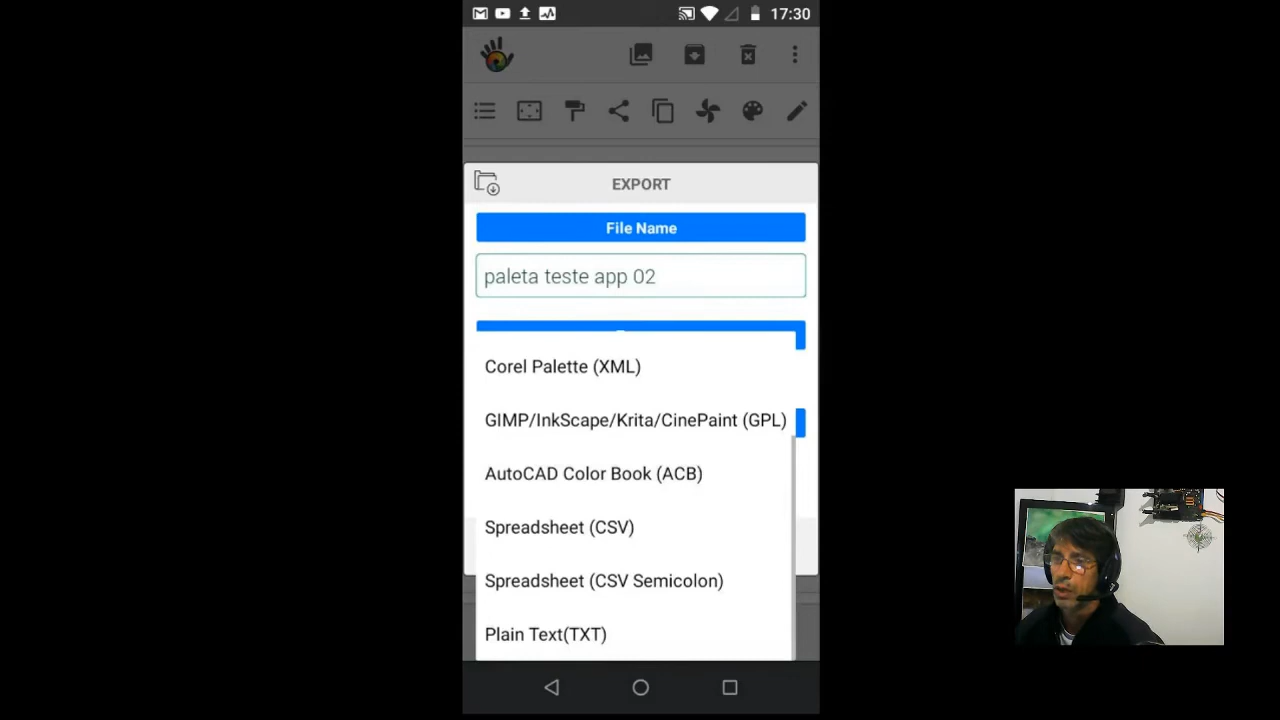 17:30
EXPORT
File Name
paleta teste app 02
Corel Palette (XML)
GIMP/InkScape/Krita/CinePaint (GPL)
AutoCAD Color Book (ACB)
Spreadsheet (CSV)
Spreadsheet (CSV Semicolon)
Plain Text(TXT)